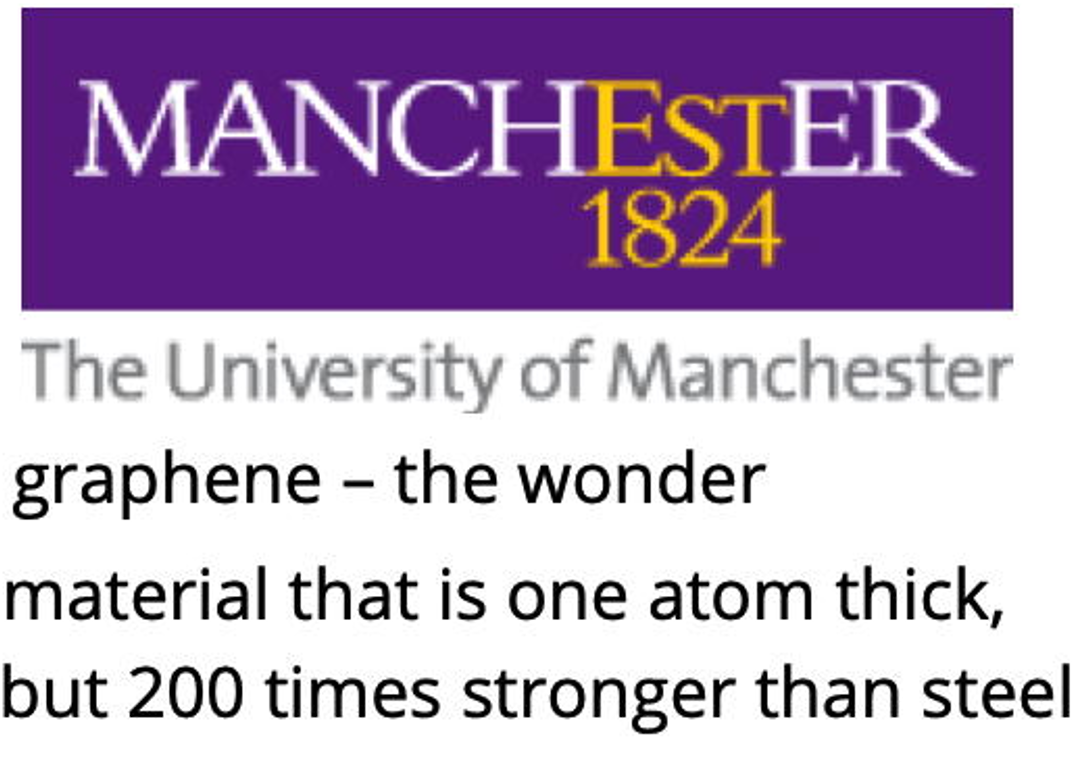 MANCHESTER
1824
The University of Manchester
graphene – the wonder
material that is one atom thick,
but 200 times stronger than steel